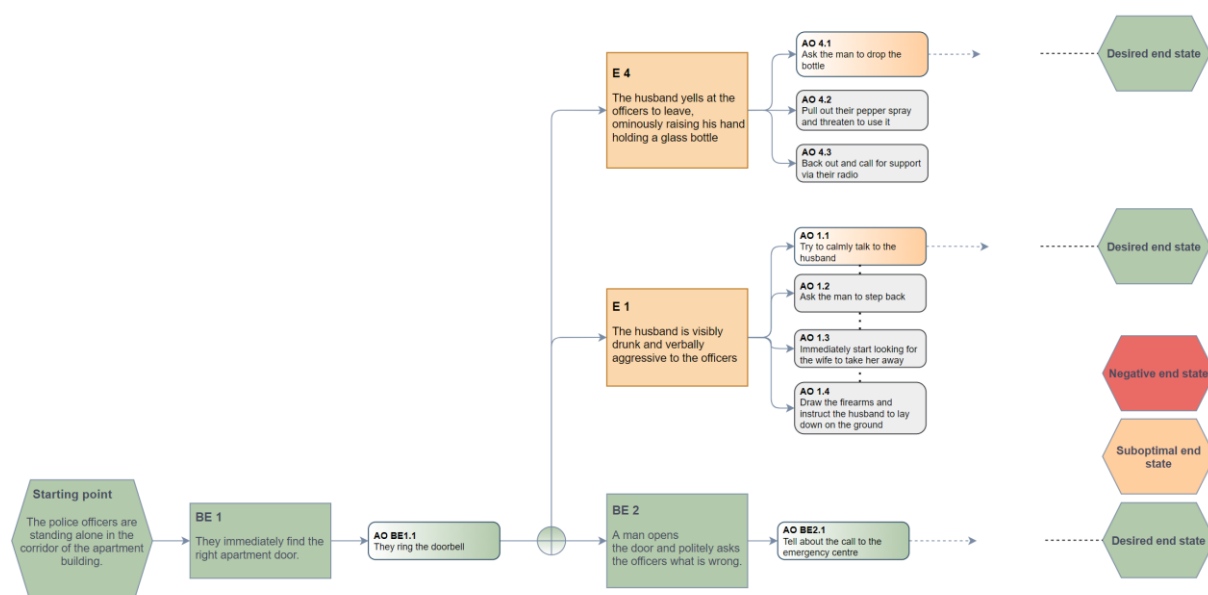 AO 4.1
Ask the man to drop the
bottle
Desired end state
E 4
The husband yells at the
officers to leave,
ominously raising his hand
holding a glass bottle
AO 4.2
Pull out their pepper spray
and threaten to use it
AO 4.3
Back out and call for support
via their radio
AO 1.1
Try to calmly talk to the
husband
Desired end state
E 1
The husband is visibly
drunk and verbally
aggressive to the officers
AO 1.2
Ask the man to step back
AO 1.3
Immediately start looking for
the wife to take her away
AO 1.4
Draw the firearms and
instruct the husband to lay
down on the ground
Negative end state
Suboptimal end
state
Starting point
The police officers are
standing alone in the
corridor of the apartment
building.
BE 1
They immediately find the
right apartment door.
AO BE1.1
They ring the doorbell
BE 2
A man opens
the door and politely asks
the officers what is wrong.
AO BE2.1
Tell about the call to the
emergency centre
Desired end state